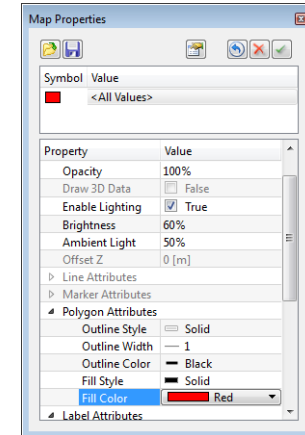 Map Properties
Symbol Value
<All Values>
Property Value
Opacity 100%
Draw 3D Data False
Enable Lighting True
Brightness 60%
Ambient Light 50%
Offset Z 0 [m]
Line Attributes
Marker Attributes
Polygon Attributes
Outline Style Solid
Outline Width 1
Outline Color Black
Fill Style Solid
Fill Color Red
Label Attributes